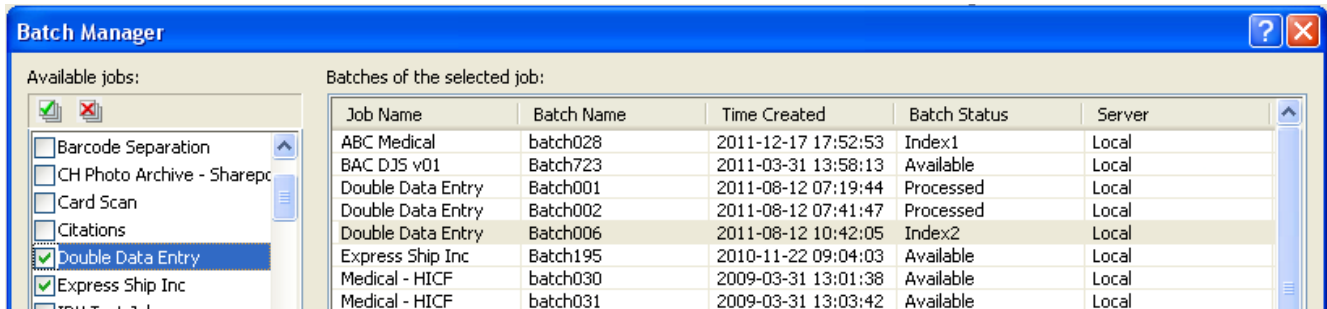 Batch Manager
Available jobs:
Batches of the selected job:
Barcode Separation
CH Photo Archive - Sharepo
Card Scan
Citations
Double Data Entry
Express Ship Inc
Job Name Batch Name Time Created Batch Status Server
ABC Medical batch028 2011-12-17 17:52:53 Index1 Local
BAC DJS v01 Batch723 2011-03-31 13:58:13 Available Local
Double Data Entry Batch001 2011-08-12 07:19:44 Processed Local
Double Data Entry Batch002 2011-08-12 07:41:47 Processed Local
Double Data Entry Batch006 2011-08-12 10:42:05 Index2 Local
Express Ship Inc Batch195 2010-11-22 09:04:03 Available Local
Medical - HICF batch030 2009-03-31 13:01:38 Available Local
Medical - HICF batch031 2009-03-31 13:03:42 Available Local